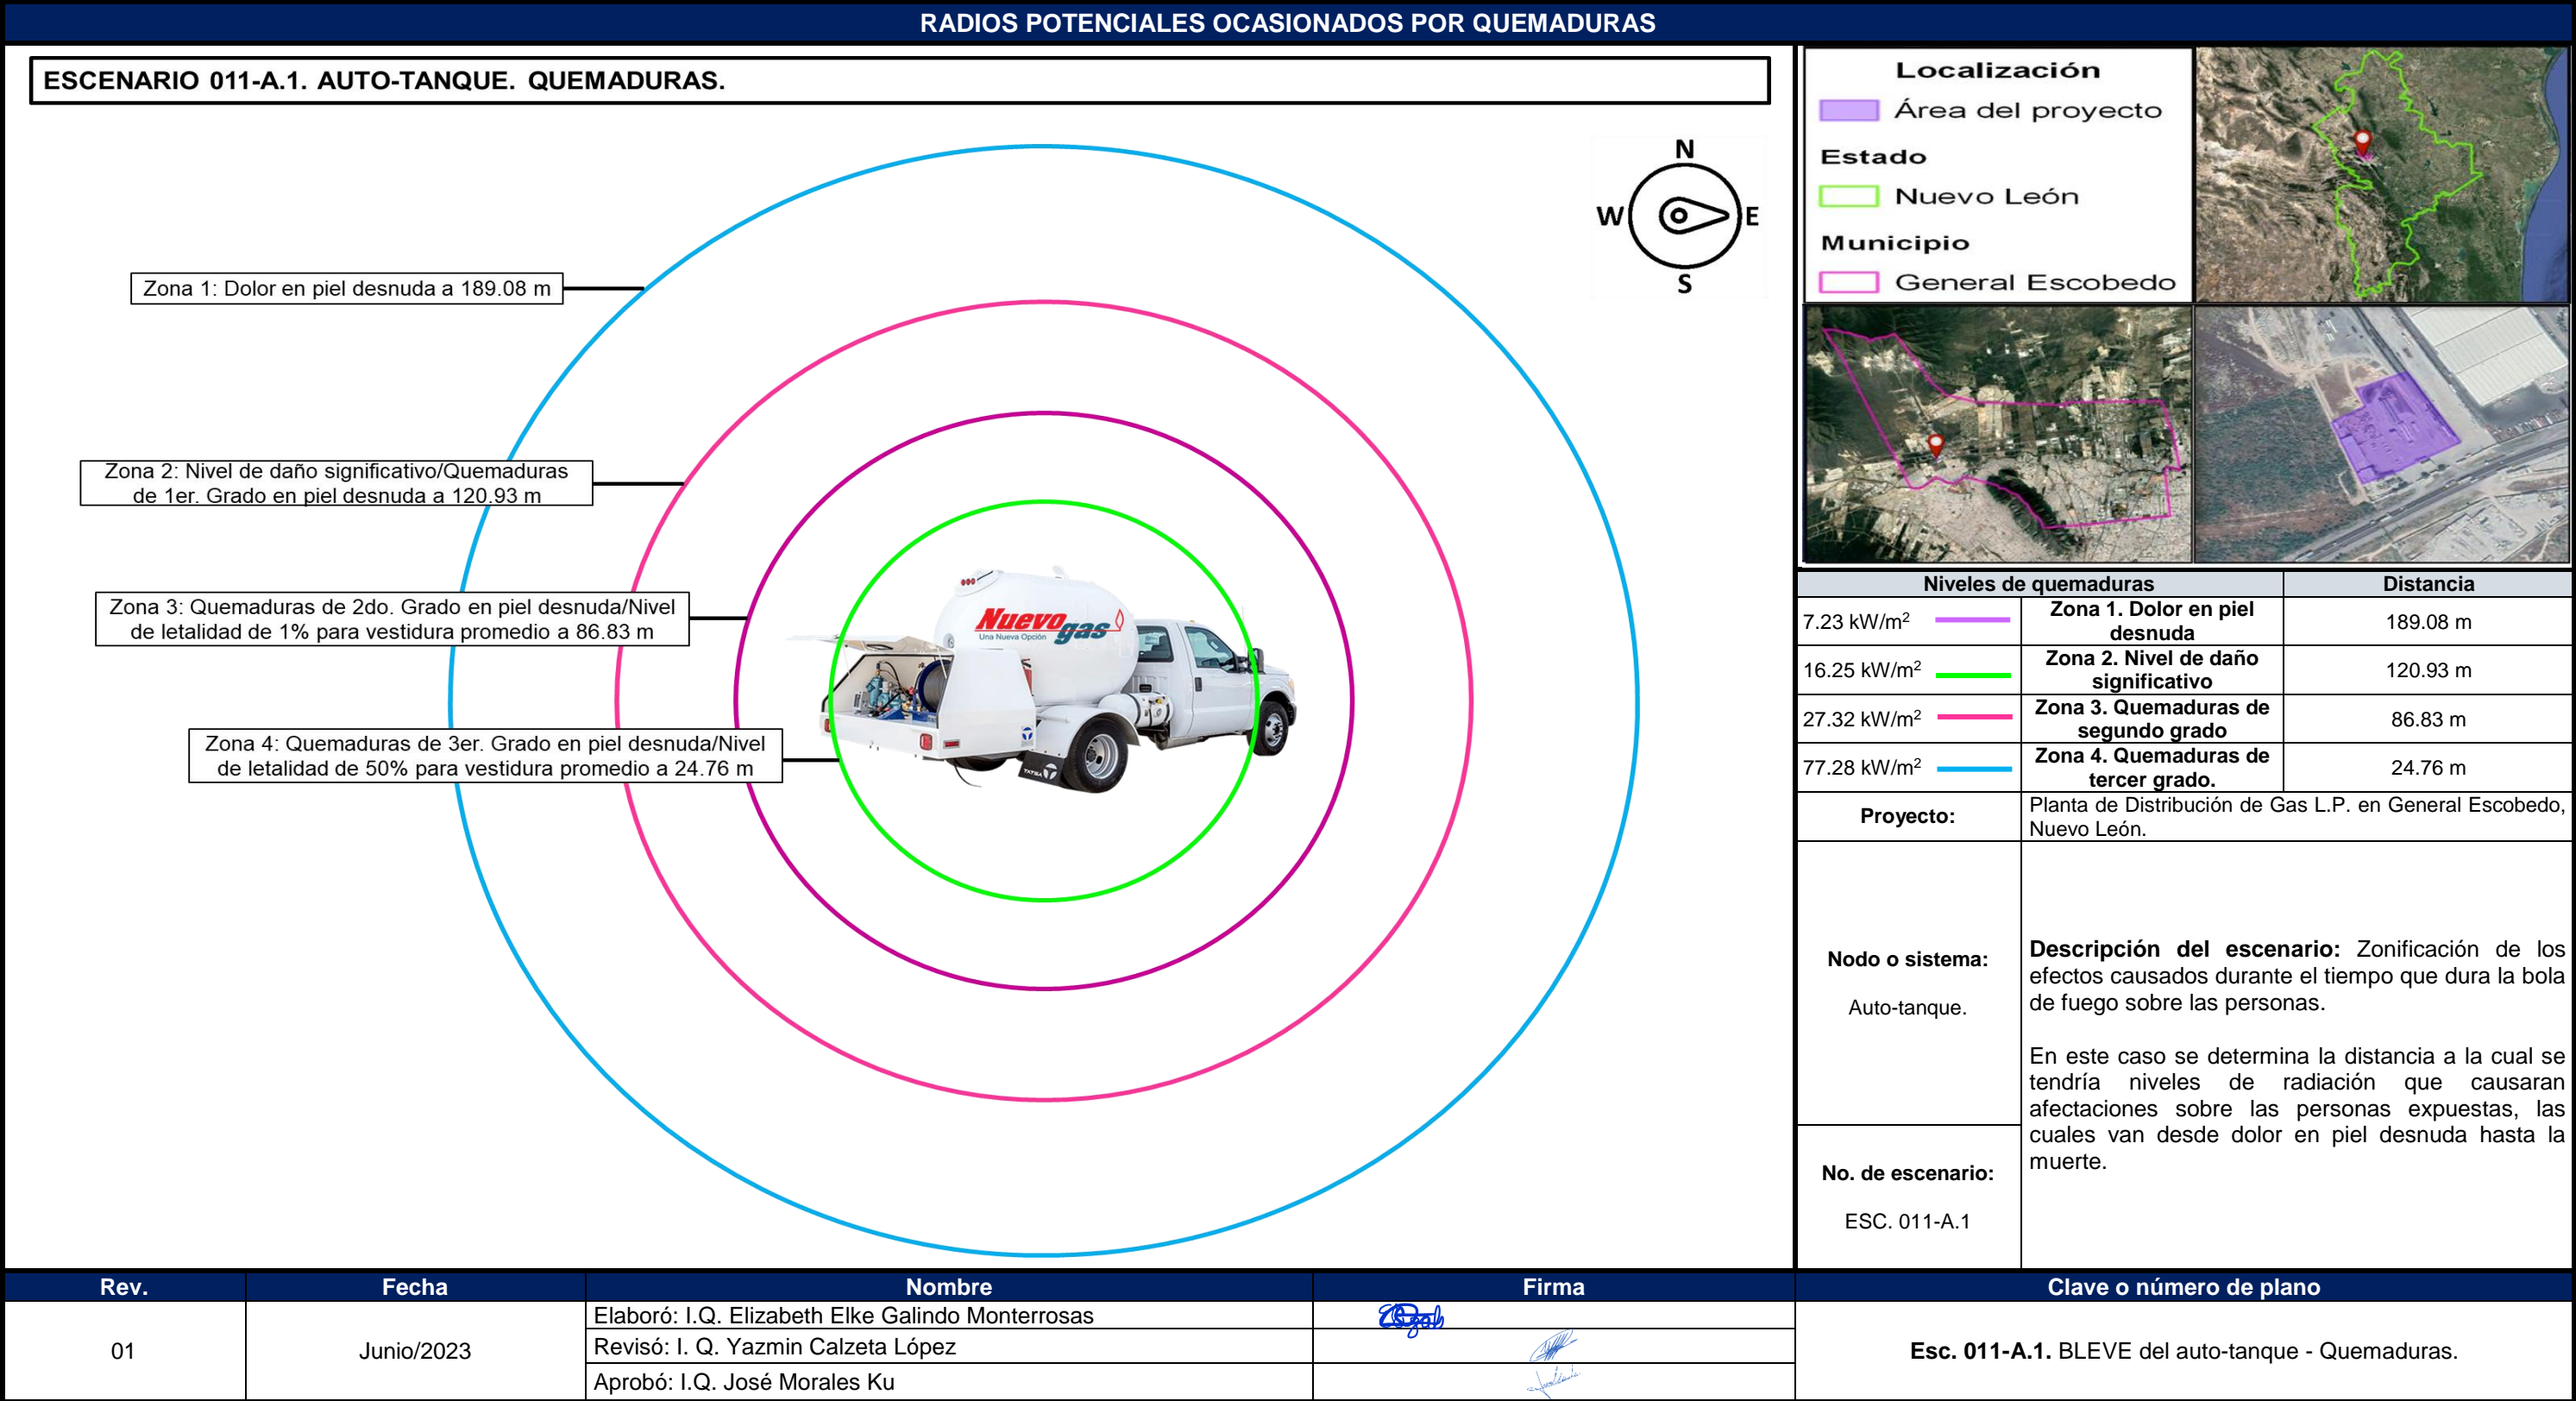 RADIOS POTENCIALES OCASIONADOS POR QUEMADURAS
ESCENARIO 011-A.1. AUTO-TANQUE. QUEMADURAS.
N
W
E
S
Zona 1: Dolor en piel desnuda a 189.08 m
Zona 2: Nivel de daño significativo/Quemaduras
de 1er. Grado en piel desnuda a 120.93 m
Zona 3: Quemaduras de 2do. Grado en piel desnuda/Nivel
de letalidad de 1% para vestidura promedio a 86.83 m
Zona 4: Quemaduras de 3er. Grado en piel desnuda/Nivel
de letalidad de 50% para vestidura promedio a 24.76 m
Nuevo
gas
Una Nueva Opción
TATSA
Localización
Área del proyecto
Estado
Nuevo León
Municipio
General Escobedo
Niveles de quemaduras
Distancia
7.23 kW/m²
Zona 1. Dolor en piel
desnuda
189.08 m
16.25 kW/m²
Zona 2. Nivel de daño
significativo
120.93 m
27.32 kW/m²
Zona 3. Quemaduras de
segundo grado
86.83 m
77.28 kW/m²
Zona 4. Quemaduras de
tercer grado.
24.76 m
Proyecto:
Planta de Distribución de Gas L.P. en General Escobedo,
Nuevo León.
Nodo o sistema:
Auto-tanque.
Descripción del escenario: Zonificación de los
efectos causados durante el tiempo que dura la bola
de fuego sobre las personas.
En este caso se determina la distancia a la cual se
tendría niveles de radiación que causaran
afectaciones sobre las personas expuestas, las
cuales van desde dolor en piel desnuda hasta la
muerte.
No. de escenario:
ESC. 011-A.1
Rev.
Fecha
Nombre
Firma
Clave o número de plano
01
Junio/2023
Elaboró: I.Q. Elizabeth Elke Galindo Monterrosas
Revisó: I. Q. Yazmin Calzeta López
Aprobó: I.Q. José Morales Ku
Esc. 011-A.1. BLEVE del auto-tanque - Quemaduras.